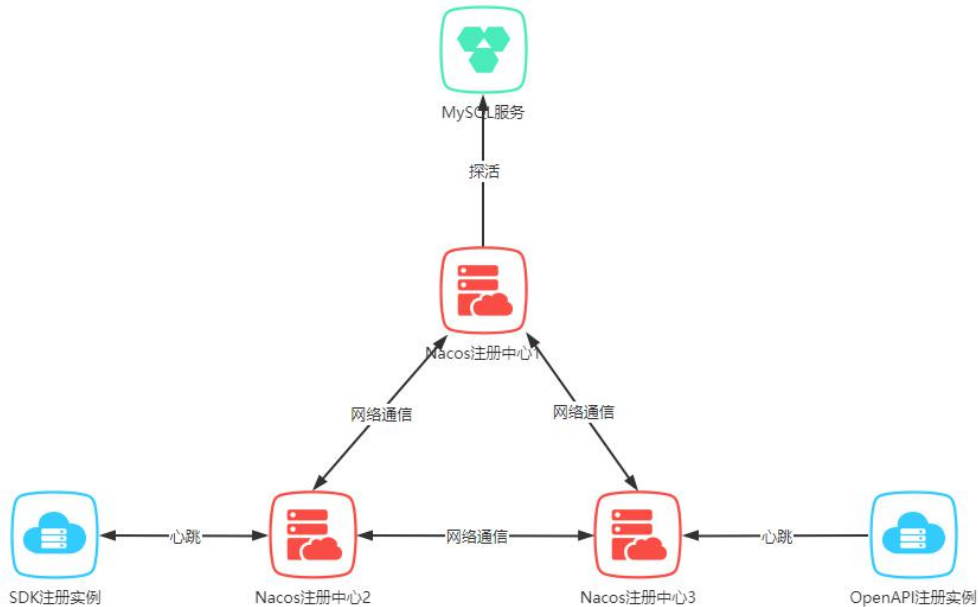 MySQL服务
探活
Nacos注册中心1
网络通信
网络通信
心跳
网络通信
心跳
SDK注册实例
Nacos注册中心2
Nacos注册中心3
OpenAPI注册实例